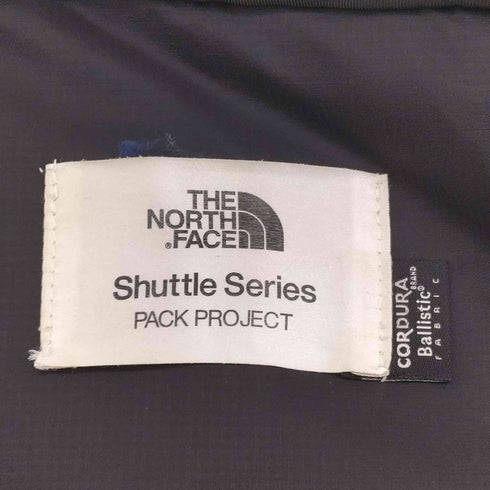 THE
NORTH
FACE®
Shuttle Series
PACK PROJECT
CORDURA
BRAND
Ballistic®
FABRIC